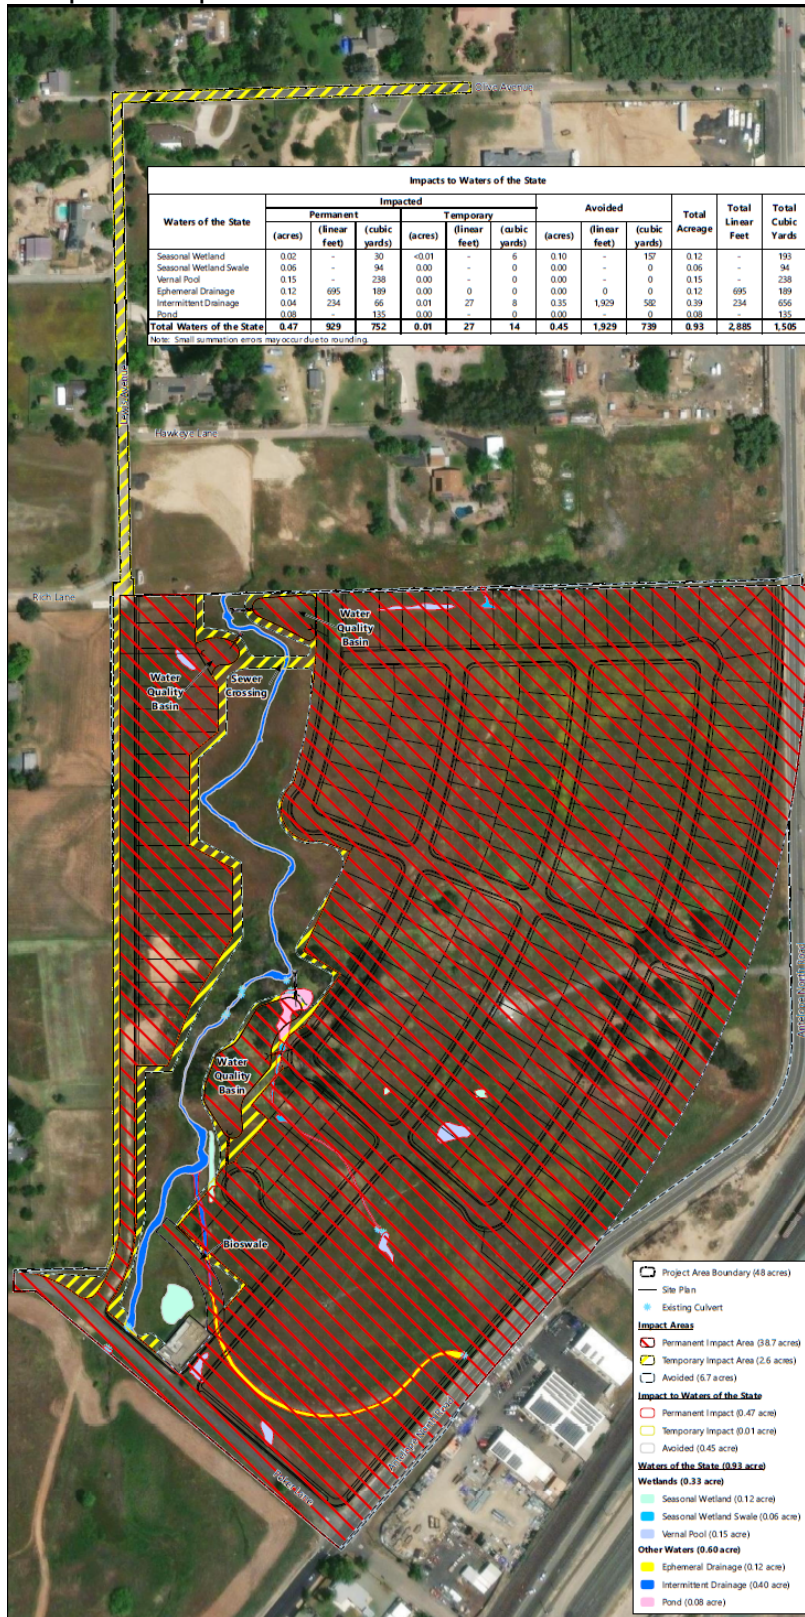 Olive Avenue
Impacts to Waters of the State
Waters of the State
Impacted
Avoided
Total Acreage
Total Linear Feet
Total Cubic Yards
Permanent
Temporary
(acres) (linear feet) (cubic yards) (acres) (linear feet) (cubic yards) (acres) (linear feet) (cubic yards)
Seasonal Wetland 0.02 - 30 <0.01 - 6 0.10 - 157 0.12 - 193
Seasonal Wetland Swale 0.06 - 94 0.00 - 0 0.00 - 0 0.06 - 94
Vernal Pool 0.15 - 238 0.00 - 0 0.00 - 0 0.15 - 238
Ephemeral Drainage 0.12 695 189 0.00 0 0 0.00 0 0 0.12 695 189
Intermittent Drainage 0.04 234 66 0.01 27 8 0.35 1,929 582 0.39 234 656
Pond 0.08 - 135 0.00 - 0 0.00 - 0 0.08 - 135
Total Waters of the State 0.47 929 752 0.01 27 14 0.45 1,929 739 0.93 2,885 1,505
Note: Small summation errors may occur due to rounding.
Hawkeye Lane
Rich Lane
Water
Quality
Basin
Water
Quality
Basin
Sewer
Crossing
Water
Quality
Basin
Bioswale
Antelope North Road
Poker Lane
Antelope North Road
Project Area Boundary (48 acres)
Site Plan
Existing Culvert
Impact Areas
Permanent Impact Area (38.7 acres)
Temporary Impact Area (2.6 acres)
Avoided (6.7 acres)
Impact to Waters of the State
Permanent Impact (0.47 acre)
Temporary Impact (0.01 acre)
Avoided (0.45 acre)
Waters of the State (0.93 acre)
Wetlands (0.33 acre)
Seasonal Wetland (0.12 acre)
Seasonal Wetland Swale (0.06 acre)
Vernal Pool (0.15 acre)
Other Waters (0.60 acre)
Ephemeral Drainage (0.12 acre)
Intermittent Drainage (0.40 acre)
Pond (0.08 acre)